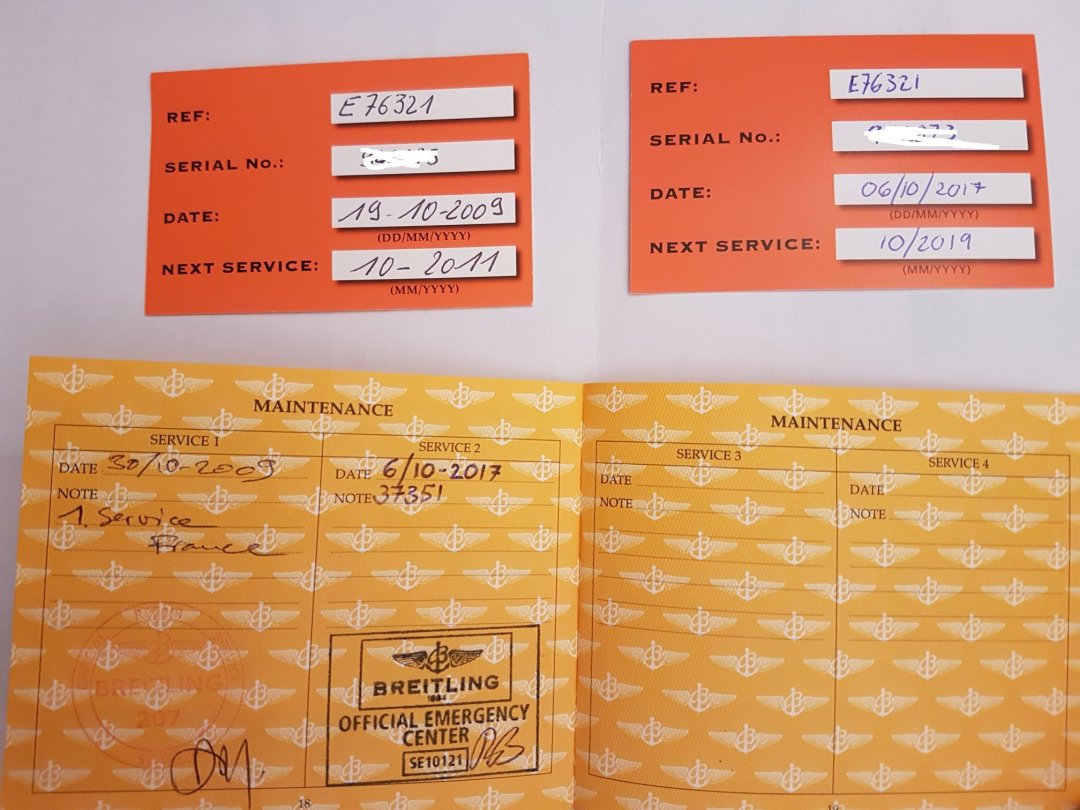 REF: E76321
SERIAL No.:
DATE: 19-10-2009
(DD/MM/YYYY)
NEXT SERVICE: 10-2011
(MM/YYYY)
REF: E76321
SERIAL No.:
DATE: 06/10/2017
(DD/MM/YYYY)
NEXT SERVICE: 10/2019
(MM/YYYY)
MAINTENANCE
SERVICE 1
DATE 30/10-2009
NOTE
1. Service
France
BREITLING
207
SERVICE 2
DATE 6/10-2017
NOTE 37351
BREITLING
1884
OFFICIAL EMERGENCY
CENTER
SE10121
18
MAINTENANCE
SERVICE 3
DATE
NOTE
SERVICE 4
DATE
NOTE
19